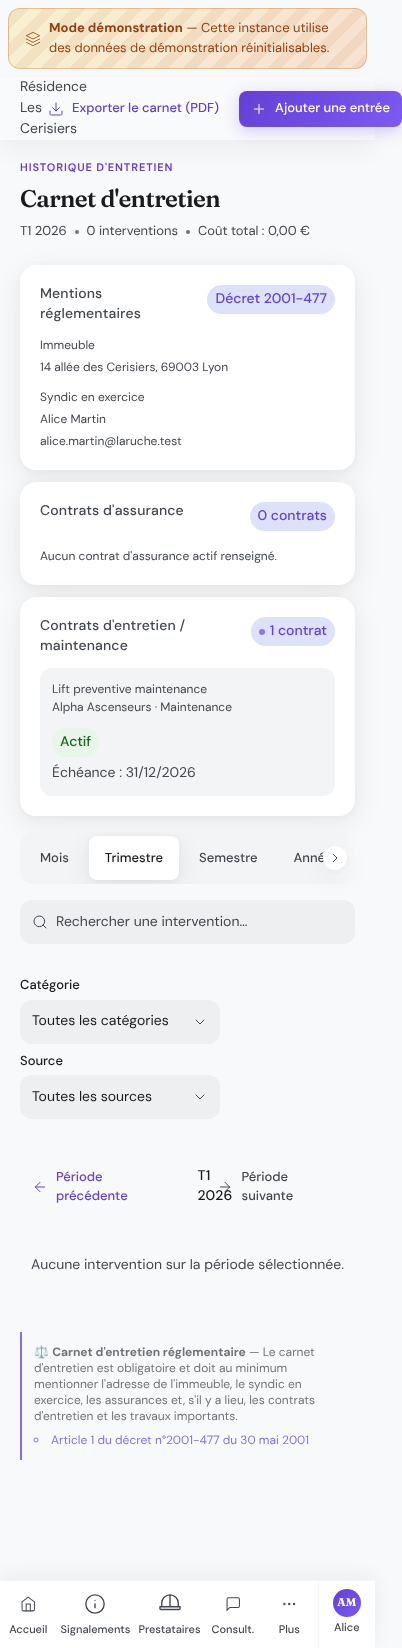 Mode démonstration — Cette instance utilise
des données de démonstration réinitialisables.
Résidence
Les
Cerisiers
Exporter le carnet (PDF)
Ajouter une entrée
HISTORIQUE D'ENTRETIEN
Carnet d'entretien
T1 2026 • 0 interventions • Coût total : 0,00 €
Mentions
réglementaires
Décret 2001-477
Immeuble
14 allée des Cerisiers, 69003 Lyon
Syndic en exercice
Alice Martin
alice.martin@laruche.test
Contrats d'assurance
0 contrats
Aucun contrat d'assurance actif renseigné.
Contrats d'entretien /
maintenance
1 contrat
Lift preventive maintenance
Alpha Ascenseurs · Maintenance
Actif
Échéance : 31/12/2026
Mois
Trimestre
Semestre
Anné
Rechercher une intervention...
Catégorie
Toutes les catégories
Source
Toutes les sources
Période
précédente
T1
2026
Période
suivante
Aucune intervention sur la période sélectionnée.
⚖️ Carnet d'entretien réglementaire — Le carnet
d'entretien est obligatoire et doit au minimum
mentionner l'adresse de l'immeuble, le syndic en
exercice, les assurances et, s'il y a lieu, les contrats
d'entretien et les travaux importants.
Article 1 du décret n°2001-477 du 30 mai 2001
Accueil
Signalements
Prestataires
Consult.
Plus
AM
Alice